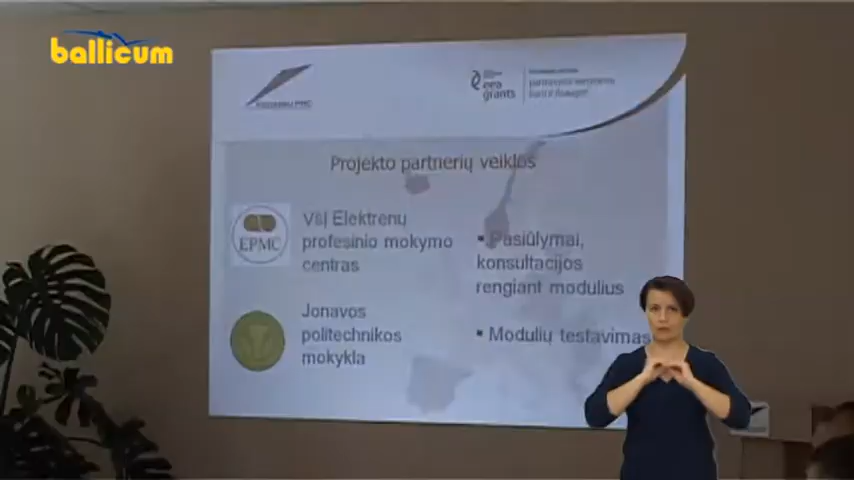 balticum
eea
grants
Projekto partnerių veiklos
EPMC
VšĮ Elektrėnų
profesinio mokymo
centras
Jonavos
politechnikos
mokykla
▪ Pasiūlymai,
konsultacijos
rengiant modulius
▪ Modulių testavimas